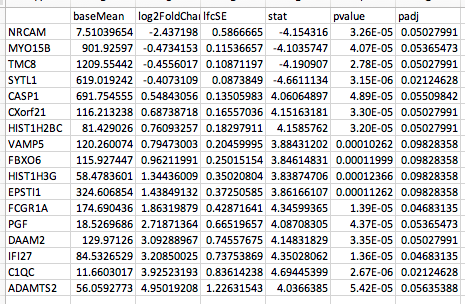 baseMean log2FoldChan lfcSE stat pvalue padj
NRCAM 7.51039654 -2.437198 0.5866665 -4.154316 3.26E-05 0.05027991
MYO15B 901.92597 -0.4734153 0.11536657 -4.1035747 4.07E-05 0.05365473
TMC8 1209.55442 -0.4556017 0.10871197 -4.190907 2.78E-05 0.05027991
SYTL1 619.019242 -0.4073109 0.0873849 -4.6611134 3.15E-06 0.02124628
CASP1 691.754555 0.54843056 0.13505983 4.06064897 4.89E-05 0.05509842
CXorf21 116.213238 0.68738718 0.16557036 4.15163181 3.30E-05 0.05027991
HIST1H2BC 81.429026 0.76093257 0.18297911 4.1585762 3.20E-05 0.05027991
VAMP5 120.260074 0.79473003 0.20459995 3.88431202 0.00010262 0.09828358
FBXO6 115.927447 0.96211991 0.25015154 3.84614831 0.00011999 0.09828358
HIST1H3G 58.4783601 1.34436009 0.35020804 3.83874706 0.00012366 0.09828358
EPSTI1 324.606854 1.43849132 0.37250585 3.86166107 0.00011262 0.09828358
FCGR1A 174.690436 1.86319879 0.42871641 4.34599365 1.39E-05 0.04683135
PGF 18.5269686 2.71871364 0.66519657 4.08708305 4.37E-05 0.05365473
DAAM2 129.97126 3.09288967 0.74557675 4.14831829 3.35E-05 0.05027991
IFI27 84.5326529 3.20850025 0.73753869 4.35028062 1.36E-05 0.04683135
C1QC 11.6603017 3.92523193 0.83614238 4.69445399 2.67E-06 0.02124628
ADAMTS2 56.0592773 4.95019208 1.22631543 4.0366385 5.42E-05 0.05635388